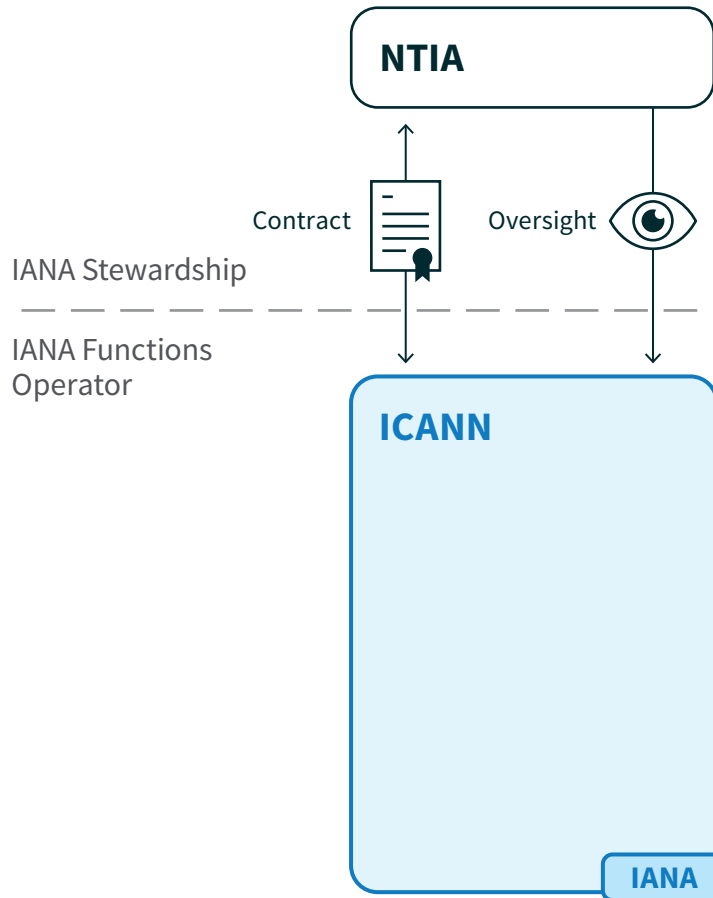 NTIA
Contract
Oversight
IANA Stewardship
IANA Functions
Operator
ICANN
IANA